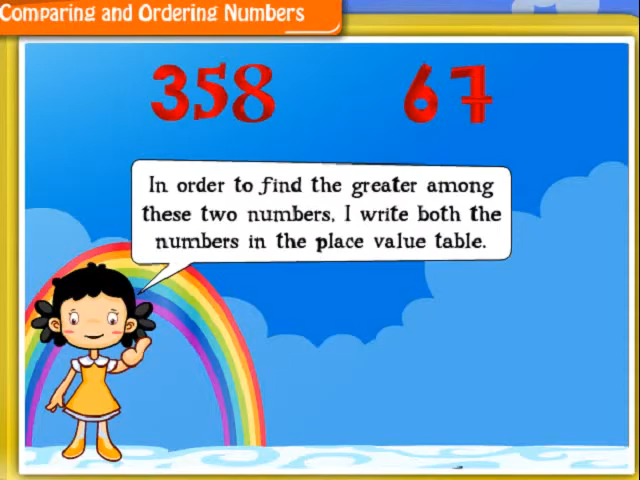 Comparing and Ordering Numbers
358 67
In order to find the greater among
these two numbers, I write both the
numbers in the place value table.